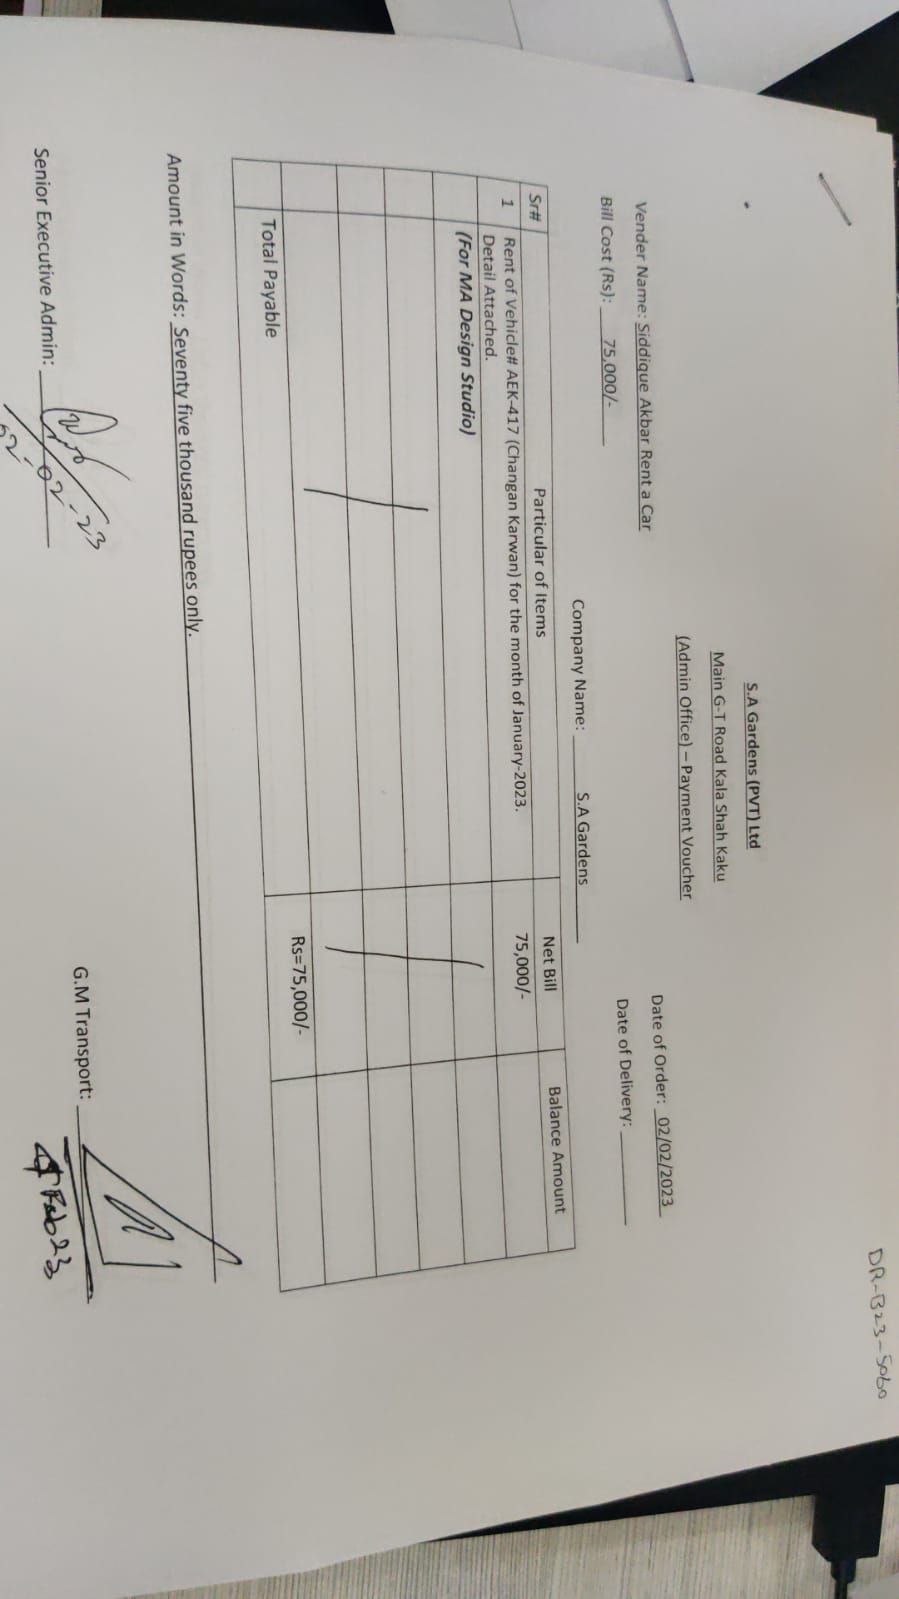 DR-B23-5060
S.A Gardens (PVT) Ltd
Main G-T Road Kala Shah Kaku
(Admin Office) – Payment Voucher
Vender Name: Siddique Akbar Rent a Car Date of Order: 02/02/2023
Bill Cost (Rs): 75,000/- Company Name: S.A Gardens Date of Delivery:
Sr# Particular of Items Net Bill Balance Amount
1 Rent of Vehicle# AEK-417 (Changan Karwan) for the month of January-2023. 75,000/-
Detail Attached.
(For MA Design Studio)
Total Payable Rs=75,000/-
Amount in Words: Seventy five thousand rupees only.
Senior Executive Admin: G.M Transport:
02-02-23
Feb 23